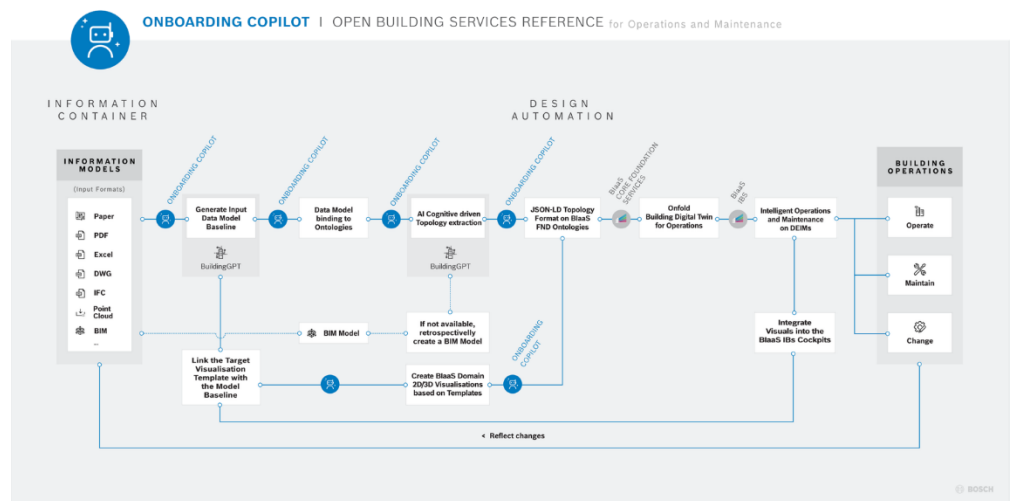 ONBOARDING COPILOT | OPEN BUILDING SERVICES REFERENCE for Operations and Maintenance
INFORMATION
CONTAINER
DESIGN
AUTOMATION
INFORMATION
MODELS
(Input Formats)
Paper
PDF
Excel
DWG
IFC
Point
Cloud
BIM
...
ONBOARDING COPILOT
Generate Input
Data Model
Baseline
BuildingGPT
ONBOARDING COPILOT
Data Model
binding to
Ontologies
ONBOARDING COPILOT
AI Cognitive driven
Topology extraction
BuildingGPT
ONBOARDING COPILOT
JSON-LD Topology
Format on BIaaS
FND Ontologies
BIaaS
CORE FOUNDATION
SERVICES
Onfold
Building Digital Twin
for Operations
BIaaS
IBS
Intelligent Operations
and Maintenance
on DEIMs
BUILDING
OPERATIONS
Operate
Maintain
Change
BIM Model
If not available,
retrospectivelly
create a BIM Model
Integrate
Visuals into the
BIaaS IBs Cockpits
Link the Target
Visualisation
Template with
the Model
Baseline
Create BIaaS Domain
2D/3D Visualisations
based on Templates
ONBOARDING
COPILOT
< Reflect changes
BOSCH